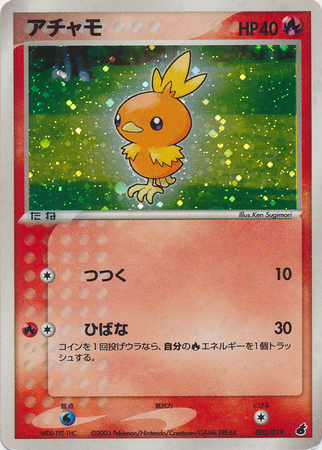 アチャモ HP40
たね Illus. Ken Sugimori
つつく 10
ひばな 30
コインを1回投げウラなら、自分のエネルギーを1個トラッ
シュする。
弱点 抵抗力 にげる
©2003 Pokémon/Nintendo/Creatures/GAME FREAK.